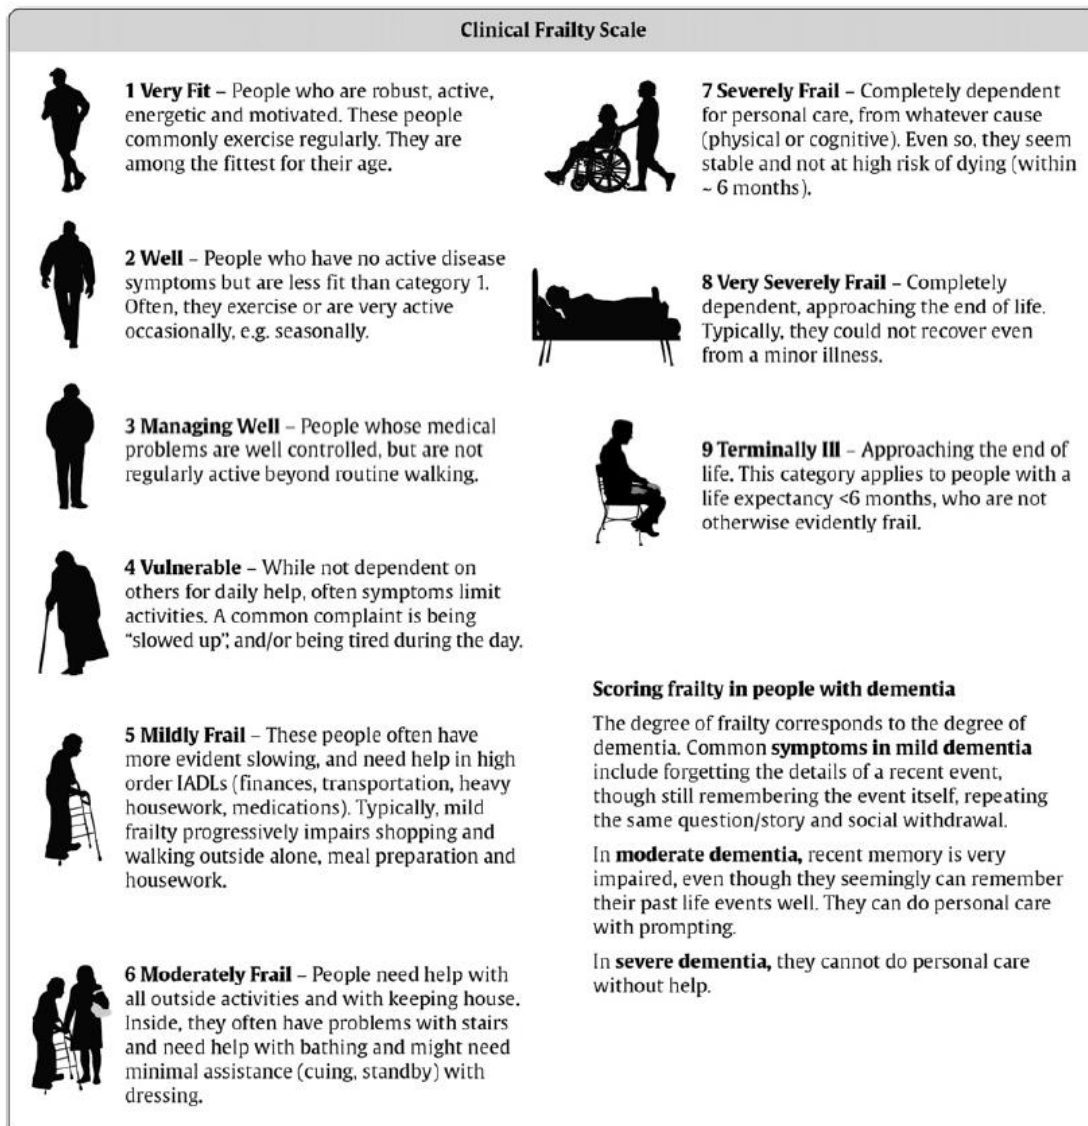 Clinical Frailty Scale
1 Very Fit – People who are robust, active,
energetic and motivated. These people
commonly exercise regularly. They are
among the fittest for their age.
2 Well – People who have no active disease
symptoms but are less fit than category 1.
Often, they exercise or are very active
occasionally, e.g. seasonally.
3 Managing Well – People whose medical
problems are well controlled, but are not
regularly active beyond routine walking.
4 Vulnerable – While not dependent on
others for daily help, often symptoms limit
activities. A common complaint is being
“slowed up”, and/or being tired during the day.
5 Mildly Frail – These people often have
more evident slowing, and need help in high
order IADLs (finances, transportation, heavy
housework, medications). Typically, mild
frailty progressively impairs shopping and
walking outside alone, meal preparation and
housework.
6 Moderately Frail – People need help with
all outside activities and with keeping house.
Inside, they often have problems with stairs
and need help with bathing and might need
minimal assistance (cuing, standby) with
dressing.
7 Severely Frail – Completely dependent
for personal care, from whatever cause
(physical or cognitive). Even so, they seem
stable and not at high risk of dying (within
~ 6 months).
8 Very Severely Frail – Completely
dependent, approaching the end of life.
Typically, they could not recover even
from a minor illness.
9 Terminally Ill – Approaching the end of
life. This category applies to people with a
life expectancy <6 months, who are not
otherwise evidently frail.
Scoring frailty in people with dementia
The degree of frailty corresponds to the degree of
dementia. Common symptoms in mild dementia
include forgetting the details of a recent event,
though still remembering the event itself, repeating
the same question/story and social withdrawal.
In moderate dementia, recent memory is very
impaired, even though they seemingly can remember
their past life events well. They can do personal care
with prompting.
In severe dementia, they cannot do personal care
without help.